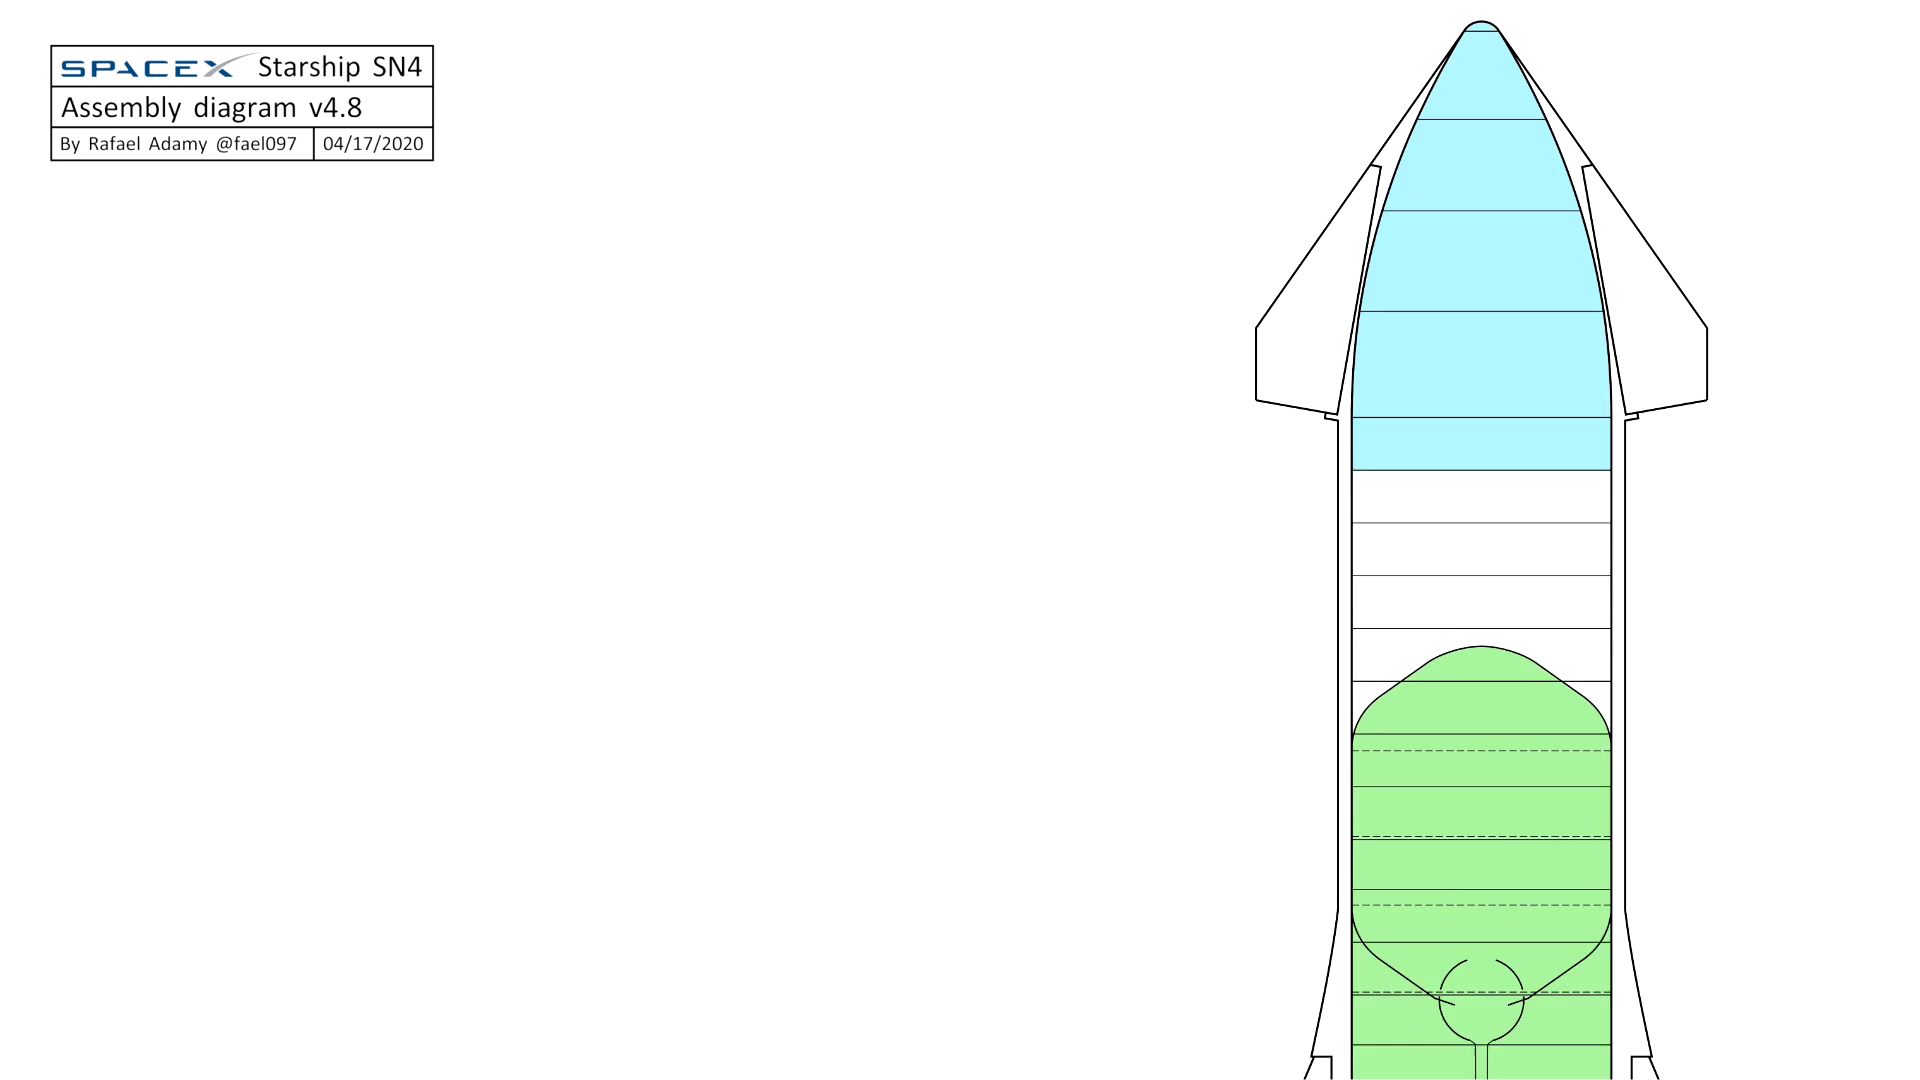 SPACEX Starship SN4
Assembly diagram v4.8
By Rafael Adamy @fael097 04/17/2020